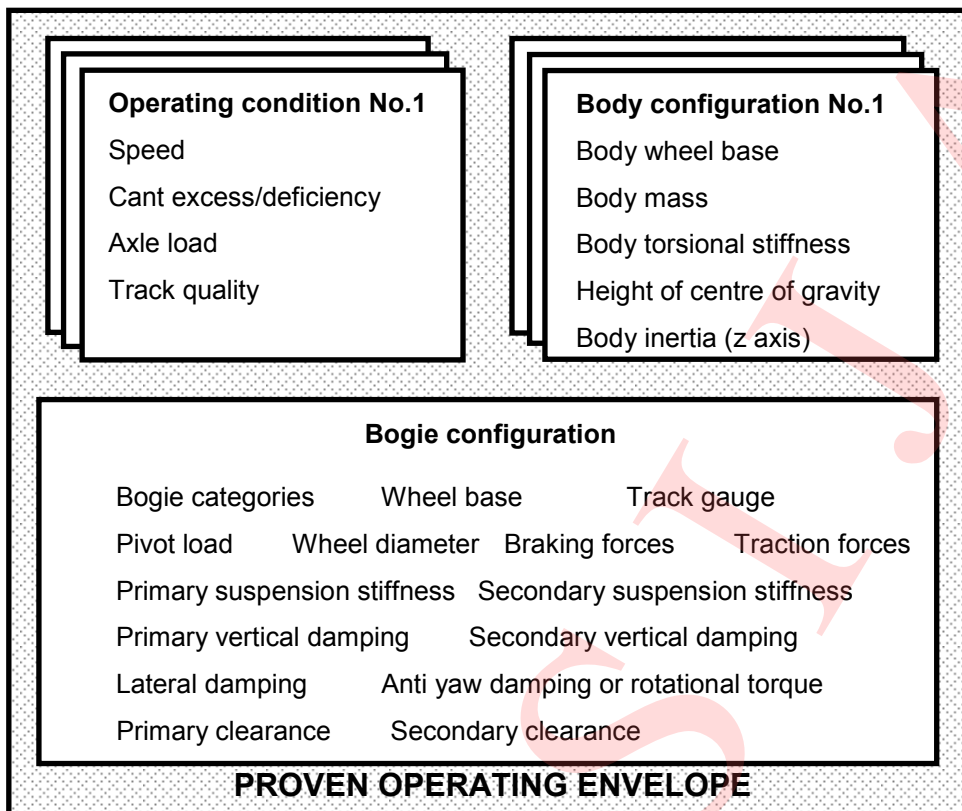 Operating condition No.1
Speed
Cant excess/deficiency
Axle load
Track quality
Body configuration No.1
Body wheel base
Body mass
Body torsional stiffness
Height of centre of gravity
Body inertia (z axis)
Bogie configuration
Bogie categories Wheel base Track gauge
Pivot load Wheel diameter Braking forces Traction forces
Primary suspension stiffness Secondary suspension stiffness
Primary vertical damping Secondary vertical damping
Lateral damping Anti yaw damping or rotational torque
Primary clearance Secondary clearance
PROVEN OPERATING ENVELOPE
S I J